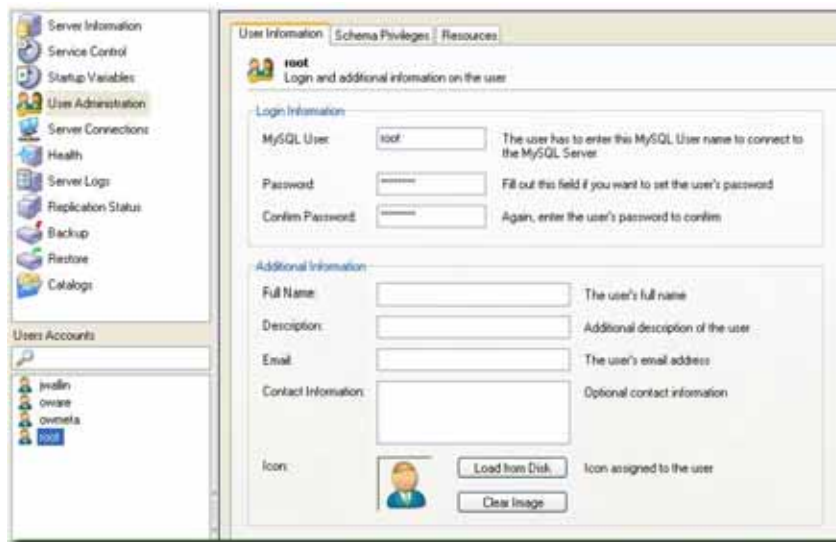 Server Information
Service Control
Startup Variables
User Administration
Server Connections
Health
Server Logs
Replication Status
Backup
Restore
Catalogs
Users Accounts
jwallin
oware
owmeta
root
User Information Schema Privileges Resources
root
Login and additional information on the user
Login Information
MySQL User: root The user has to enter this MySQL User name to connect to
the MySQL Server.
Password: ******** Fill out this field if you want to set the user's password
Confirm Password: ******** Again, enter the user's password to confirm
Additional Information
Full Name: The user's full name
Description: Additional description of the user
Email: The user's email address
Contact Information: Optional contact information
Icon: Load from Disk Icon assigned to the user
Clear Image